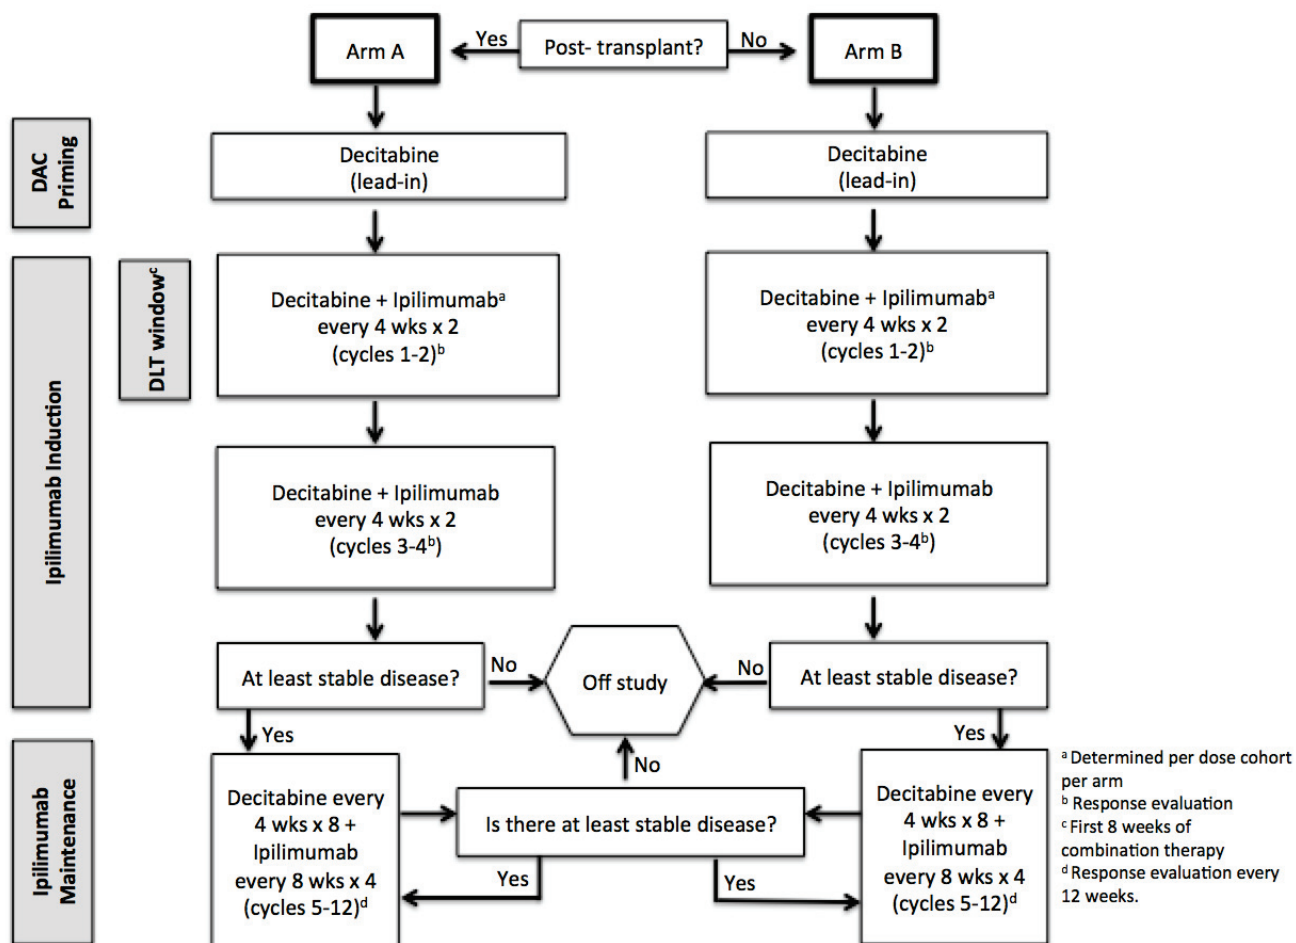 Arm A
Yes
Post- transplant?
No
Arm B
DAC
Priming
Decitabine
(lead-in)
Decitabine
(lead-in)
Ipilimumab Induction
DLT windowᶜ
Decitabine + Ipilimumabᵃ
every 4 wks x 2
(cycles 1-2)ᵇ
Decitabine + Ipilimumabᵃ
every 4 wks x 2
(cycles 1-2)ᵇ
Decitabine + Ipilimumab
every 4 wks x 2
(cycles 3-4ᵇ)
Decitabine + Ipilimumab
every 4 wks x 2
(cycles 3-4ᵇ)
At least stable disease?
No
Off study
No
At least stable disease?
Yes
No
Yes
Ipilimumab
Maintenance
Decitabine every
4 wks x 8 +
Ipilimumab
every 8 wks x 4
(cycles 5-12)ᵈ
Is there at least stable disease?
Yes
Yes
Decitabine every
4 wks x 8 +
Ipilimumab
every 8 wks x 4
(cycles 5-12)ᵈ
ᵃ Determined per dose cohort
per arm
ᵇ Response evaluation
ᶜ First 8 weeks of
combination therapy
ᵈ Response evaluation every
12 weeks.